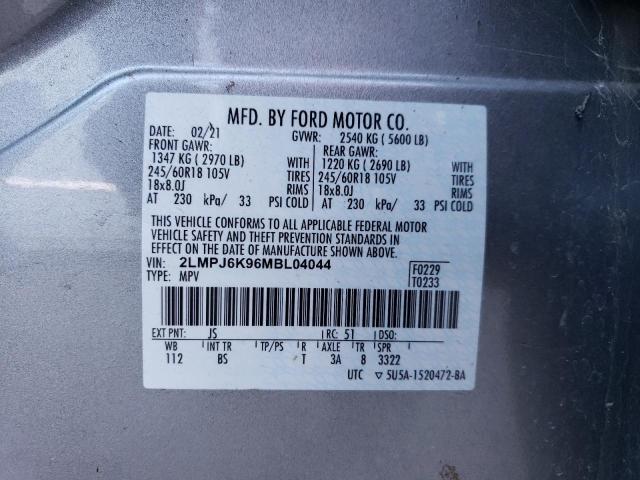 MFD. BY FORD MOTOR CO.
DATE: 02/21 GVWR: 2540 KG ( 5600 LB)
FRONT GAWR: REAR GAWR:
1347 KG ( 2970 LB) WITH 1220 KG ( 2690 LB) WITH
245/60R18 105V TIRES 245/60R18 105V TIRES
18x8.0J RIMS 18x8.0J RIMS
AT 230 kPa/ 33 PSI COLD AT 230 kPa/ 33 PSI COLD
THIS VEHICLE CONFORMS TO ALL APPLICABLE FEDERAL MOTOR
VEHICLE SAFETY AND THEFT PREVENTION STANDARDS IN
EFFECT ON THE DATE OF MANUFACTURE SHOWN ABOVE.
VIN: 2LMPJ6K96MBL04044 F0229
TYPE: MPV T0233
EXT PNT: JS RC: 51 DSO:
WB INT TR TP/PS R AXLE TR SPR
112 BS T 3A 8 3322
UTC 5U5A-1520472-BA